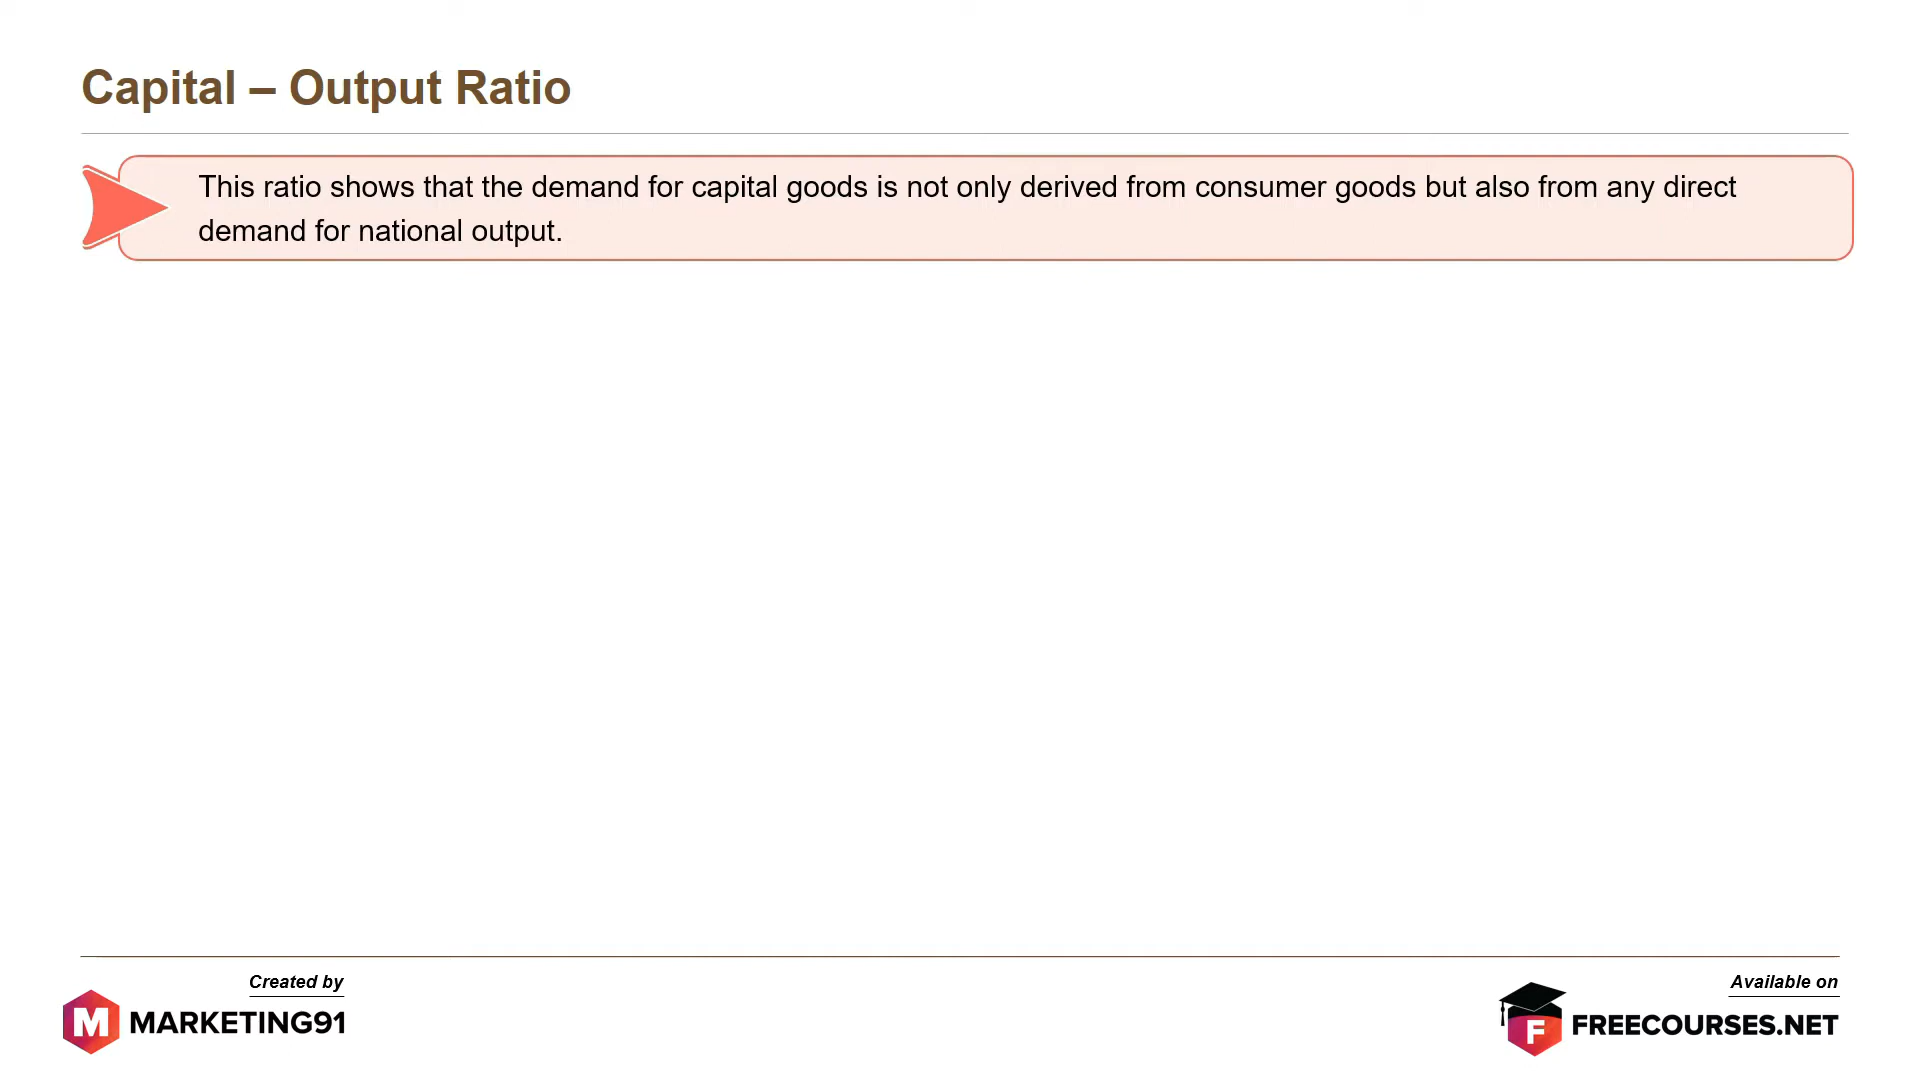 Capital – Output Ratio
This ratio shows that the demand for capital goods is not only derived from consumer goods but also from any direct
demand for national output.
Created by
M MARKETING91
Available on
F FREECOURSES.NET